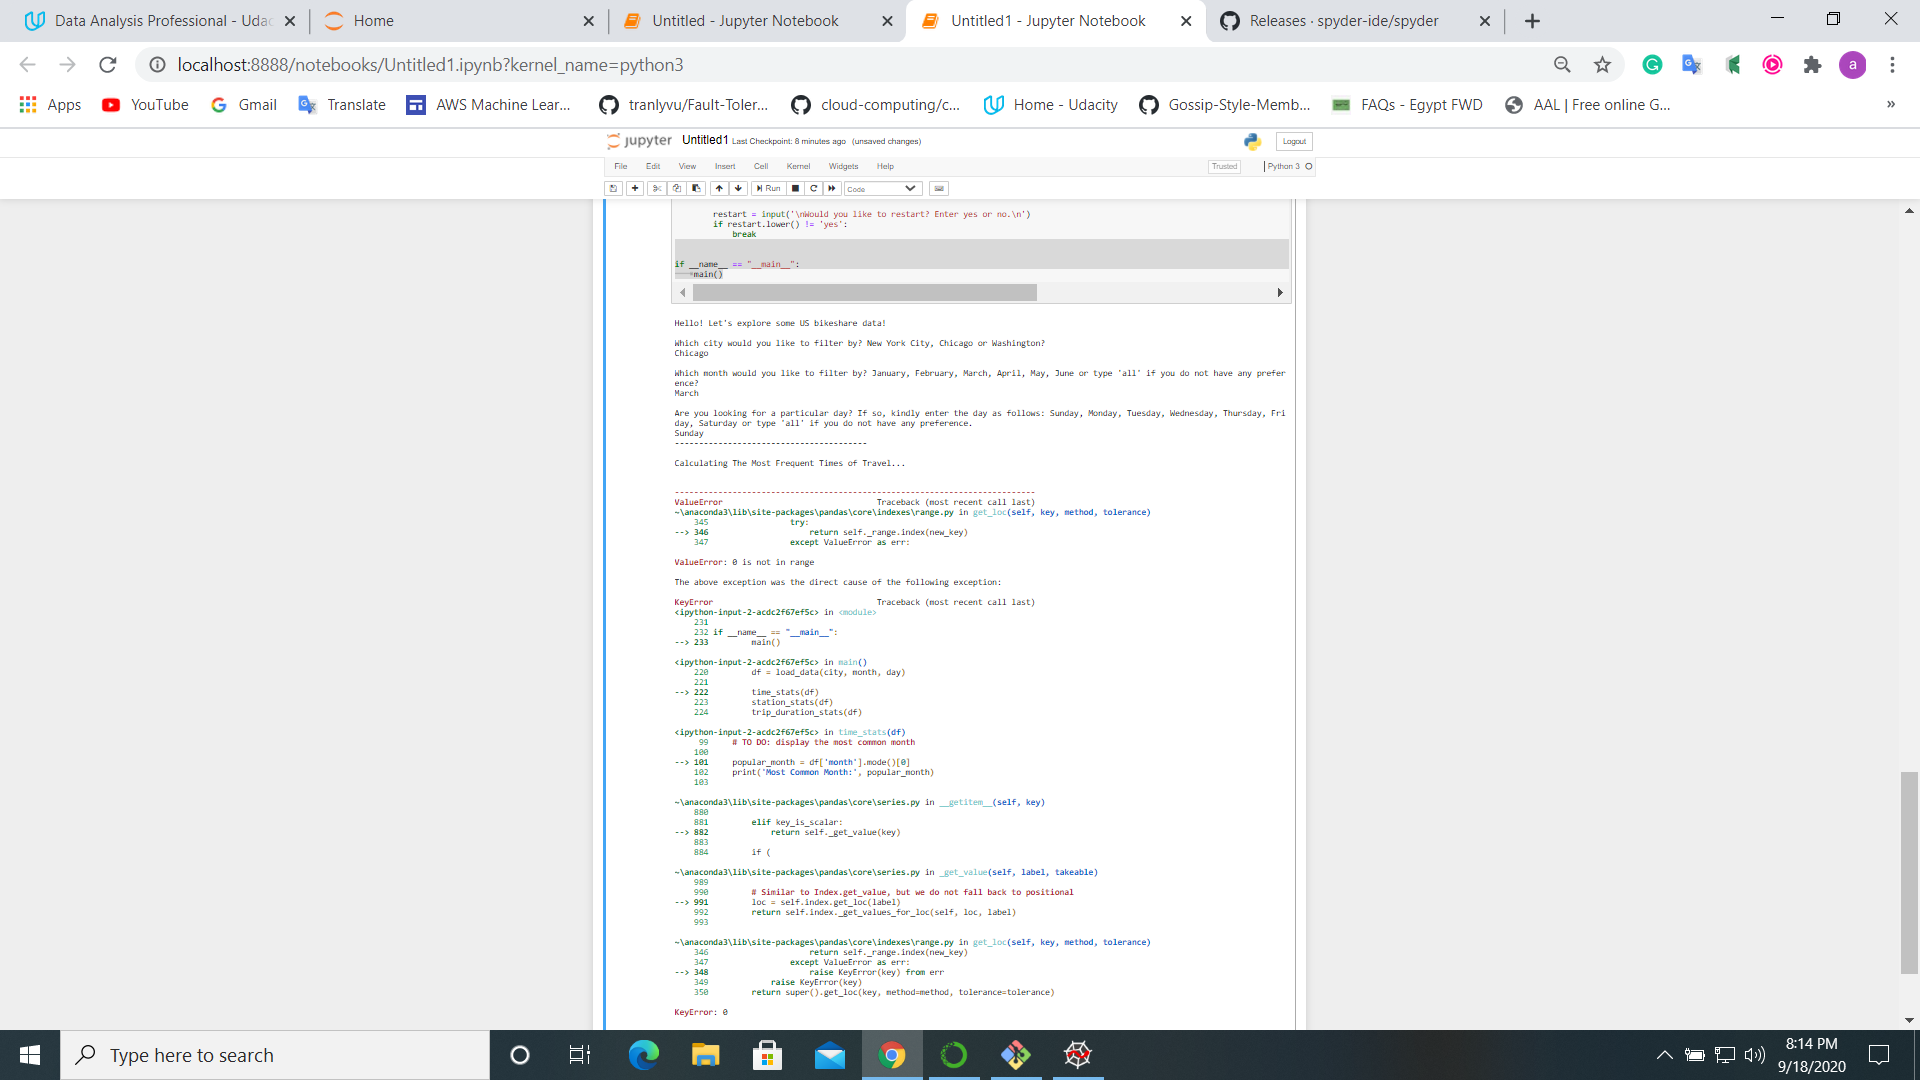 Data Analysis Professional - Udac
Home
Untitled - Jupyter Notebook
Untitled1 - Jupyter Notebook
Releases · spyder-ide/spyder
localhost:8888/notebooks/Untitled1.ipynb?kernel_name=python3
a
Apps
YouTube
Gmail
Translate
AWS Machine Lear...
tranlyvu/Fault-Toler...
cloud-computing/c...
Home - Udacity
Gossip-Style-Memb...
FAQs - Egypt FWD
AAL | Free online G...
»
jupyter Untitled1 Last Checkpoint: 8 minutes ago (unsaved changes)
Logout
File Edit View Insert Cell Kernel Widgets Help
Trusted
Python 3
Run
Code
restart = input('\nWould you like to restart? Enter yes or no.\n')
if restart.lower() != 'yes':
break
if __name__ == "__main__":
main()
Hello! Let's explore some US bikeshare data!
Which city would you like to filter by? New York City, Chicago or Washington?
Chicago
Which month would you like to filter by? January, February, March, April, May, June or type 'all' if you do not have any prefer
ence?
March
Are you looking for a particular day? If so, kindly enter the day as follows: Sunday, Monday, Tuesday, Wednesday, Thursday, Fri
day, Saturday or type 'all' if you do not have any preference.
Sunday
----------------------------------------
Calculating The Most Frequent Times of Travel...
---------------------------------------------------------------------------
ValueError Traceback (most recent call last)
~\anaconda3\lib\site-packages\pandas\core\indexes\range.py in get_loc(self, key, method, tolerance)
345 try:
--> 346 return self._range.index(new_key)
347 except ValueError as err:
ValueError: 0 is not in range
The above exception was the direct cause of the following exception:
KeyError Traceback (most recent call last)
<ipython-input-2-acdc2f67ef5c> in <module>
231
232 if __name__ == "__main__":
--> 233 main()
<ipython-input-2-acdc2f67ef5c> in main()
220 df = load_data(city, month, day)
221
--> 222 time_stats(df)
223 station_stats(df)
224 trip_duration_stats(df)
<ipython-input-2-acdc2f67ef5c> in time_stats(df)
99 # TO DO: display the most common month
100
--> 101 popular_month = df['month'].mode()[0]
102 print('Most Common Month:', popular_month)
103
~\anaconda3\lib\site-packages\pandas\core\series.py in __getitem__(self, key)
880
881 elif key_is_scalar:
--> 882 return self._get_value(key)
883
884 if (
~\anaconda3\lib\site-packages\pandas\core\series.py in _get_value(self, label, takeable)
989
990 # Similar to Index.get_value, but we do not fall back to positional
--> 991 loc = self.index.get_loc(label)
992 return self.index._get_values_for_loc(self, loc, label)
993
~\anaconda3\lib\site-packages\pandas\core\indexes\range.py in get_loc(self, key, method, tolerance)
346 return self._range.index(new_key)
347 except ValueError as err:
--> 348 raise KeyError(key) from err
349 raise KeyError(key)
350 return super().get_loc(key, method=method, tolerance=tolerance)
KeyError: 0
Type here to search
8:14 PM
9/18/2020